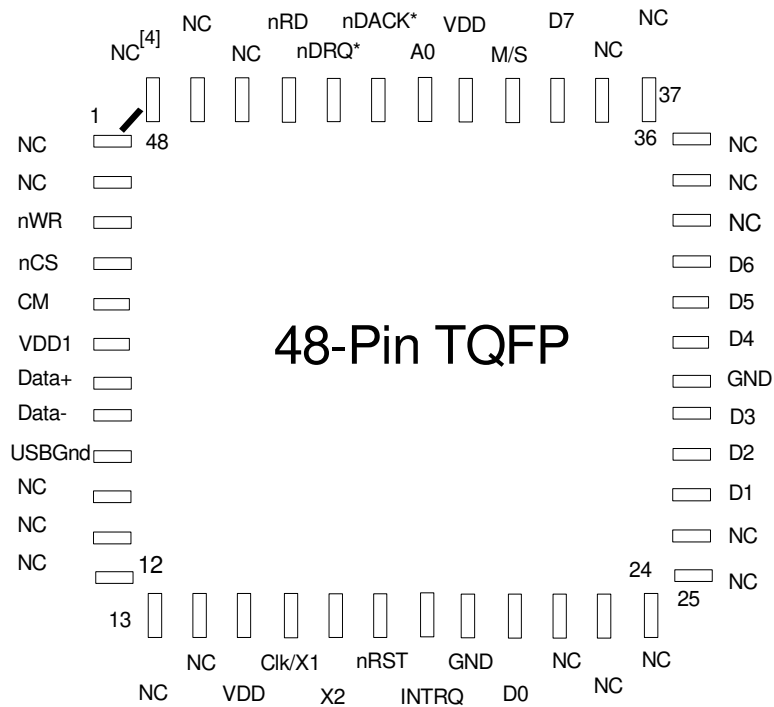 nRD nDACK* VDD D7 NC
NC
NC[4] NC nDRQ* A0 M/S NC
37
1
48 36
NC NC
NC NC
nWR NC
nCS D6
CM D5
VDD1 D4
48-Pin TQFP
Data+ GND
Data- D3
USBGnd D2
NC D1
NC NC
NC 12 24 NC
13 25
NC Clk/X1 nRST GND NC NC
NC VDD X2 INTRQ D0 NC